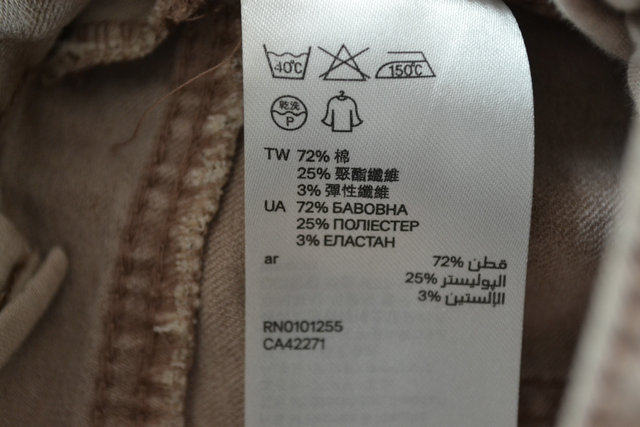 40°C 150°C
乾洗
P
TW 72% 棉
25% 聚酯纖維
3% 彈性纖維
UA 72% БАВОВНА
25% ПОЛІЕСТЕР
3% ЕЛАСТАН
ar 72% قطن
25% البوليستر
3% الإلستين
RN0101255
CA42271